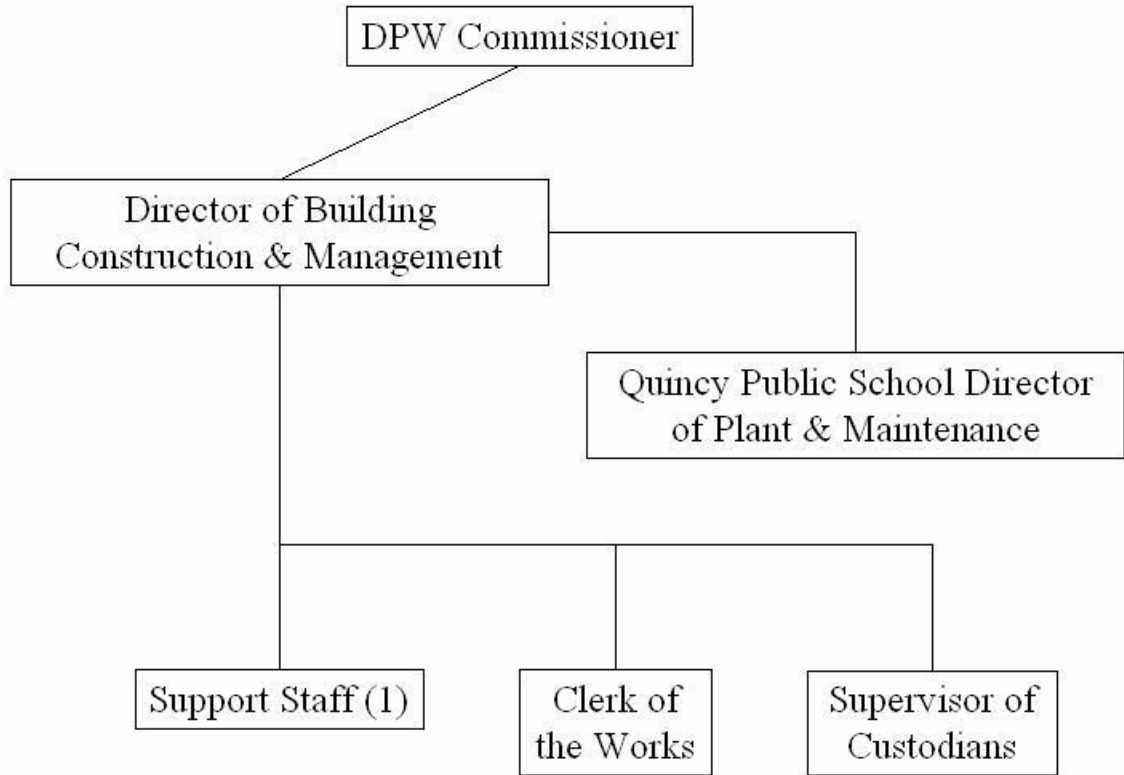 DPW Commissioner
Director of Building
Construction & Management
Quincy Public School Director
of Plant & Maintenance
Support Staff (1)
Clerk of
the Works
Supervisor of
Custodians